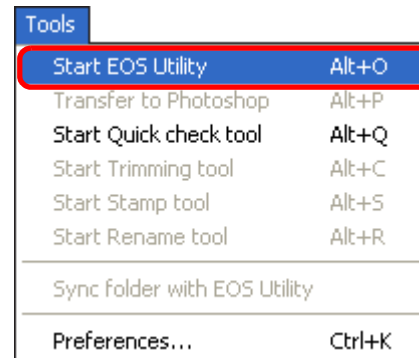 Tools
Start EOS Utility Alt+O
Transfer to Photoshop Alt+P
Start Quick check tool Alt+Q
Start Trimming tool Alt+C
Start Stamp tool Alt+S
Start Rename tool Alt+R
Sync folder with EOS Utility
Preferences... Ctrl+K